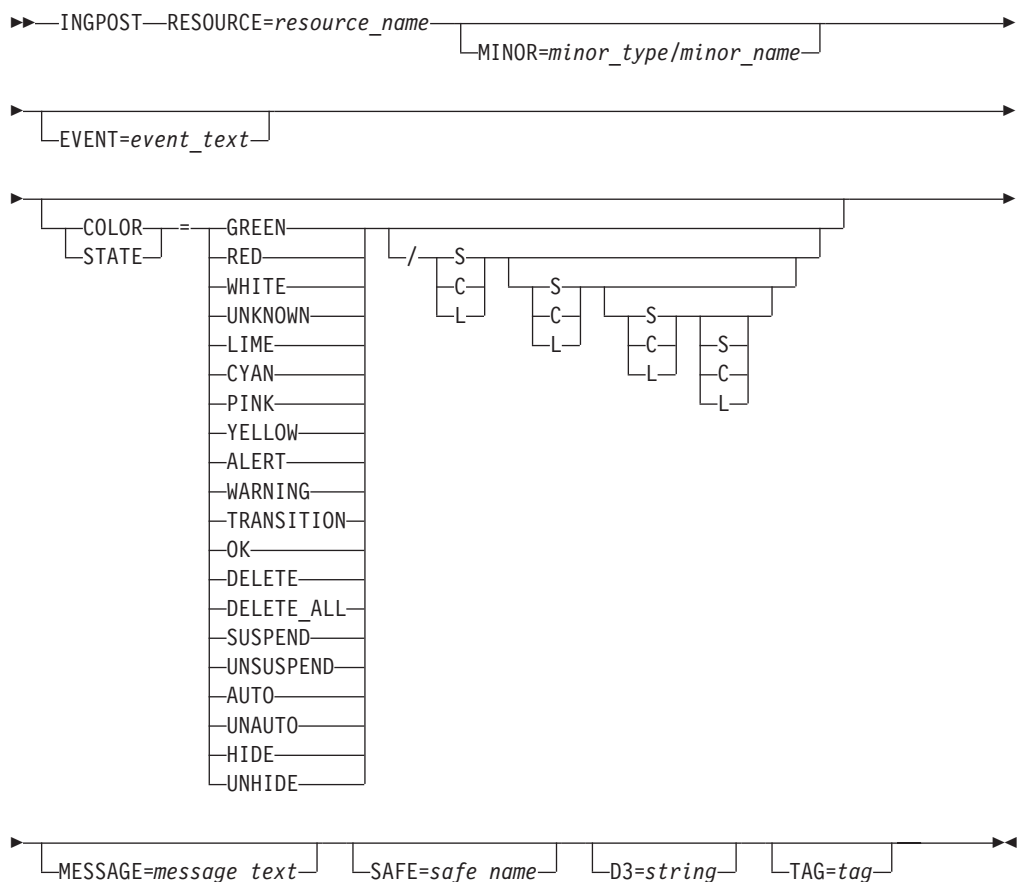 INGPOST RESOURCE=resource_name
MINOR=minor_type/minor_name
EVENT=event_text
COLOR = GREEN
STATE RED / S
WHITE C S
UNKNOWN L C S
LIME L C S
CYAN L C
PINK L
YELLOW
ALERT
WARNING
TRANSITION
OK
DELETE
DELETE_ALL
SUSPEND
UNSUSPEND
AUTO
UNAUTO
HIDE
UNHIDE
MESSAGE=message text SAFE=safe name D3=string TAG=tag